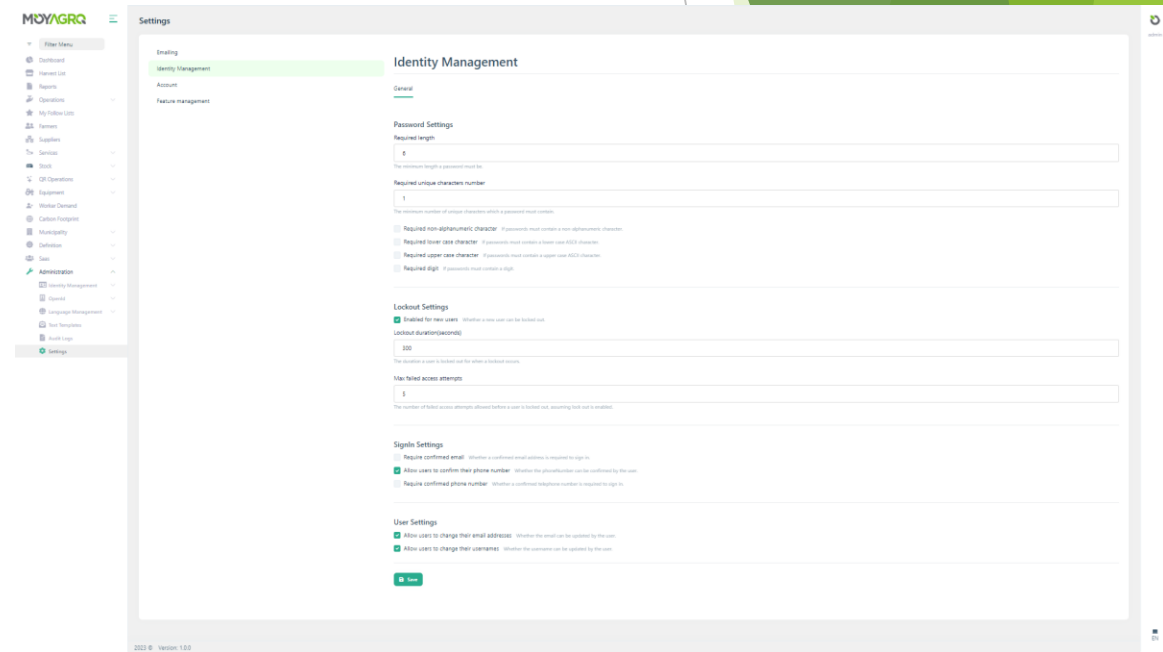 MOYAGRO
Settings
admin
Filter Menu
Dashboard
Harvest List
Reports
Operations
My Follow Lists
Farmers
Suppliers
Services
Stock
QR Operations
Equipment
Worker Demand
Carbon Footprint
Municipality
Definition
Saas
Administration
Identity Management
OpenId
Language Management
Text Templates
Audit Logs
Settings
Emailing
Identity Management
Account
Feature management
Identity Management
General
Password Settings
Required length
6
The minimum length a password must be.
Required unique characters number
1
The minimum number of unique characters which a password must contain.
Required non-alphanumeric character If passwords must contain a non-alphanumeric character.
Required lower case character If passwords must contain a lower case ASCII character.
Required upper case character If passwords must contain a upper case ASCII character.
Required digit If passwords must contain a digit.
Lockout Settings
Enabled for new users Whether a new user can be locked out.
Lockout duration(seconds)
300
The duration a user is locked out for when a lockout occurs.
Max failed access attempts
5
The number of failed access attempts allowed before a user is locked out, assuming lock out is enabled.
SignIn Settings
Require confirmed email Whether a confirmed email address is required to sign in.
Allow users to confirm their phone number Whether the phoneNumber can be confirmed by the user.
Require confirmed phone number Whether a confirmed telephone number is required to sign in.
User Settings
Allow users to change their email addresses Whether the email can be updated by the user.
Allow users to change their usernames Whether the username can be updated by the user.
Save
EN
2023 © Version: 1.0.0